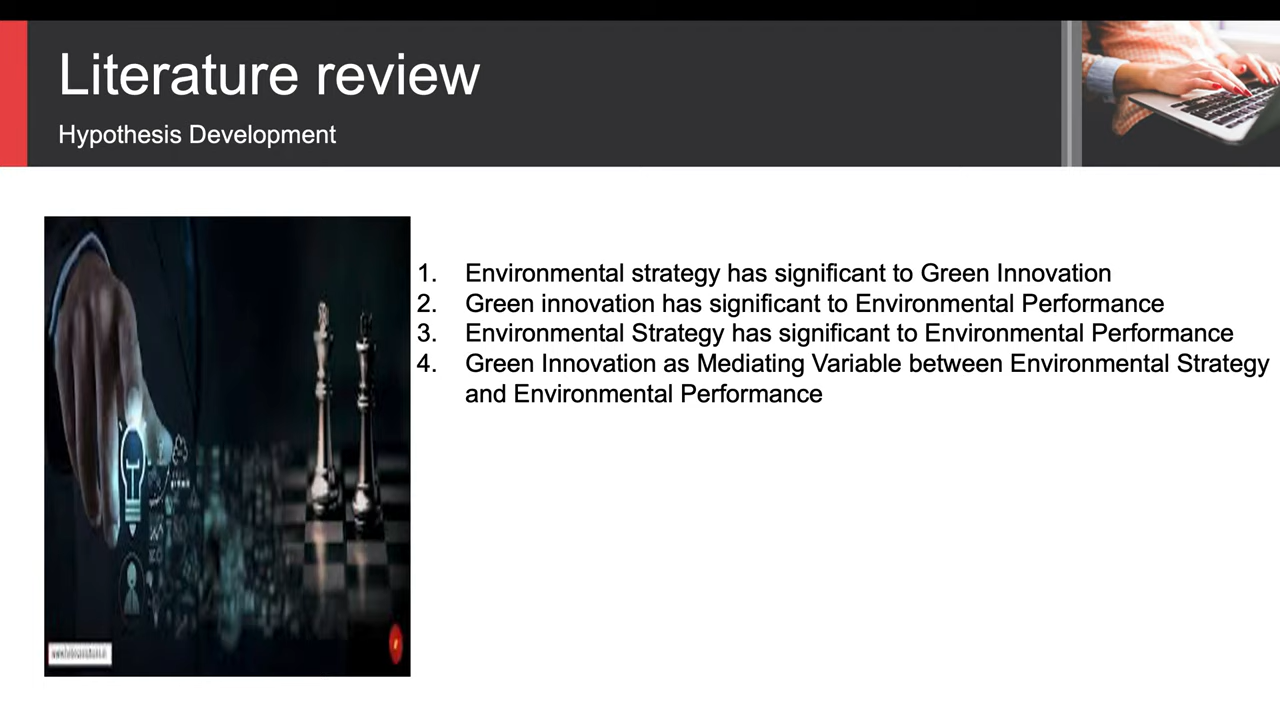 Literature review
Hypothesis Development
1. Environmental strategy has significant to Green Innovation
2. Green innovation has significant to Environmental Performance
3. Environmental Strategy has significant to Environmental Performance
4. Green Innovation as Mediating Variable between Environmental Strategy
and Environmental Performance